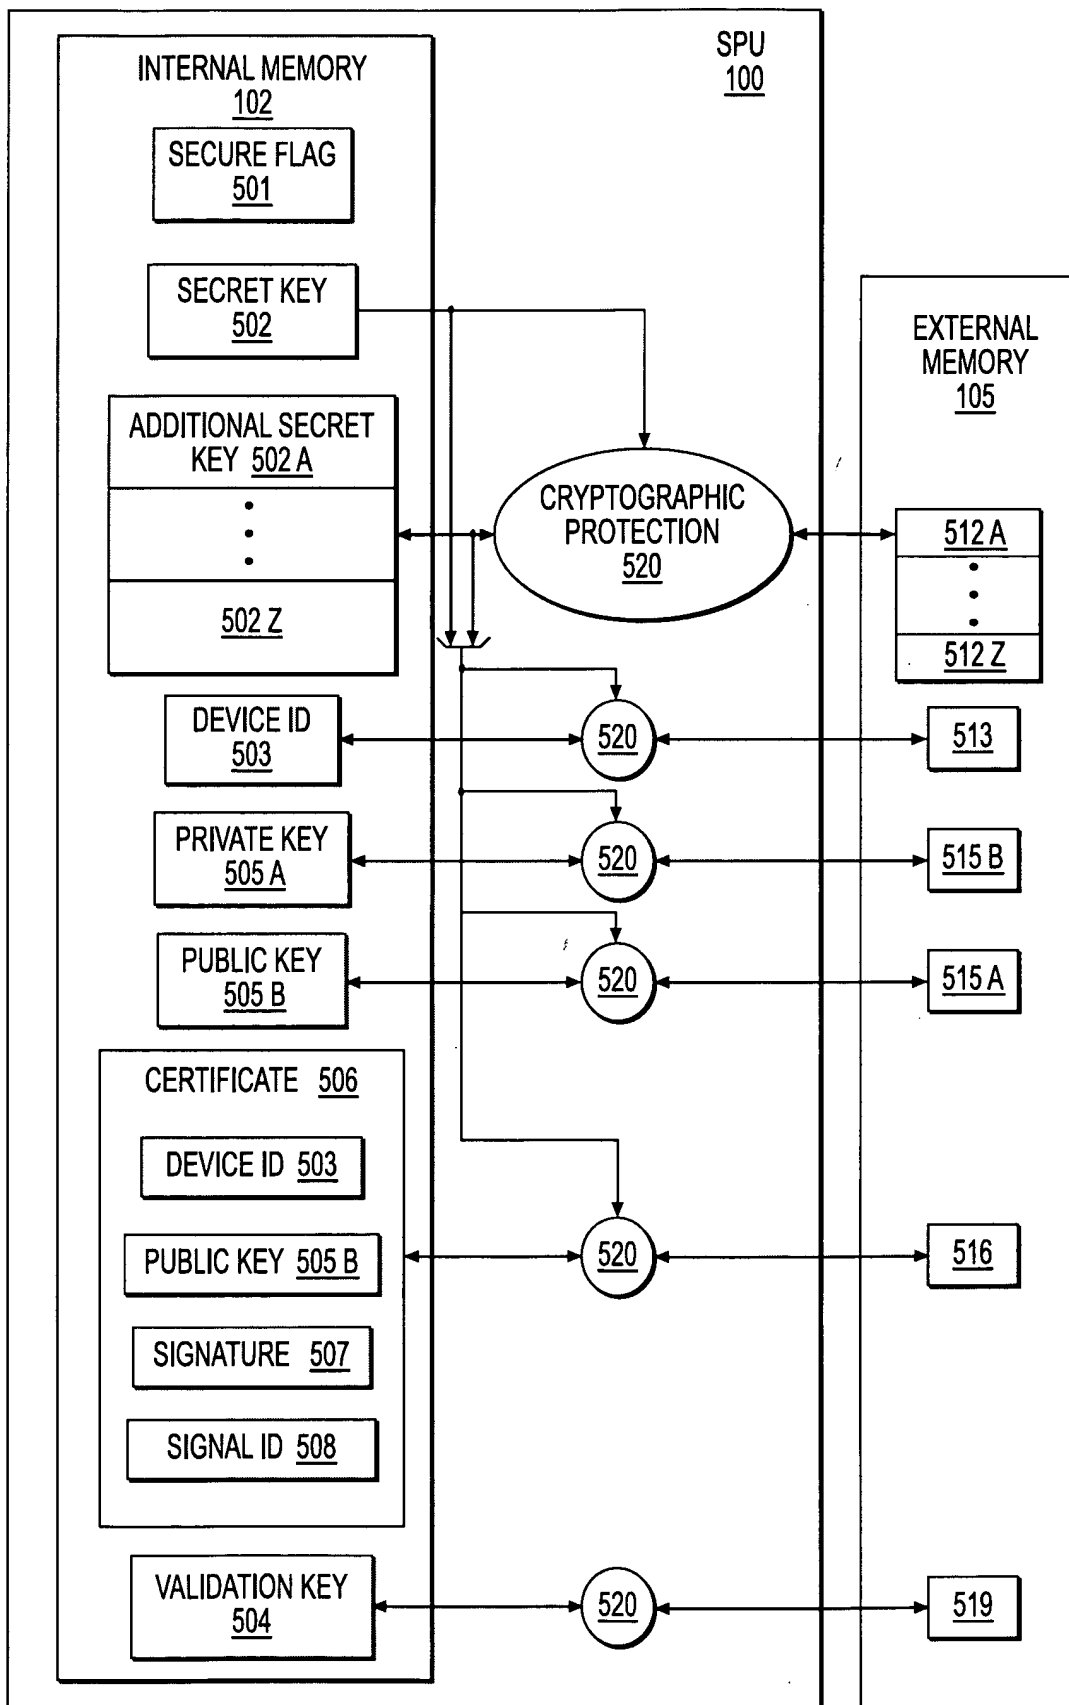 SPU
100
INTERNAL MEMORY
102
SECURE FLAG
501
SECRET KEY
502
EXTERNAL
MEMORY
105
ADDITIONAL SECRET
KEY 502 A
502 Z
CRYPTOGRAPHIC
PROTECTION
520
512 A
512 Z
DEVICE ID
503
520
513
PRIVATE KEY
505 A
520
515 B
PUBLIC KEY
505 B
520
515 A
CERTIFICATE 506
DEVICE ID 503
PUBLIC KEY 505 B
SIGNATURE 507
SIGNAL ID 508
520
516
VALIDATION KEY
504
520
519